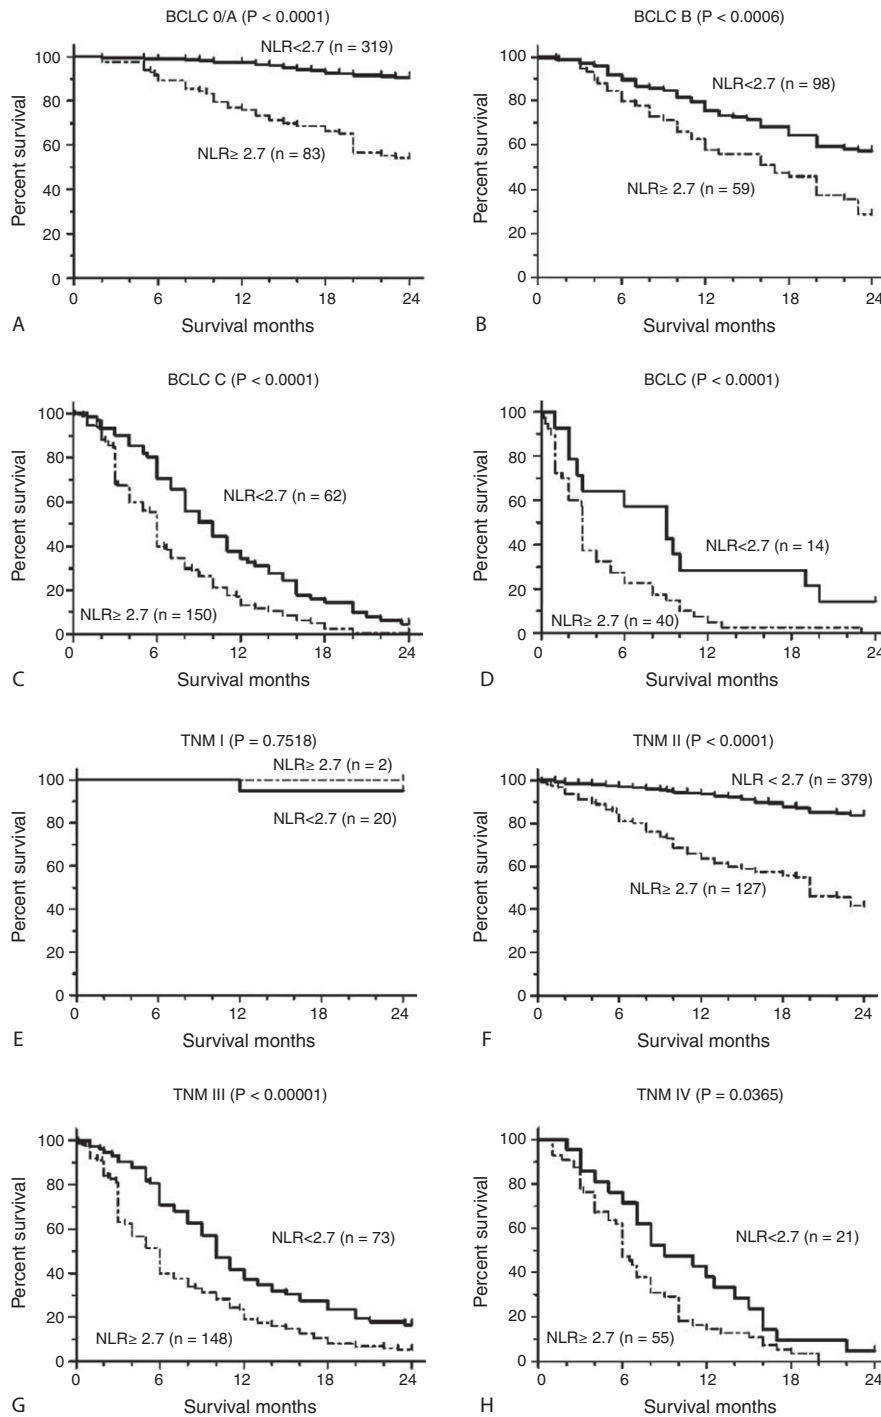 BCLC 0/A (P < 0.0001)
100
80
60
40
20
0
Percent survival
NLR<2.7 (n = 319)
NLR≥ 2.7 (n = 83)
0 6 12 18 24
Survival months
A
BCLC B (P < 0.0006)
100
80
60
40
20
0
Percent survival
NLR<2.7 (n = 98)
NLR≥ 2.7 (n = 59)
0 6 12 18 24
Survival months
B
BCLC C (P < 0.0001)
100
80
60
40
20
0
Percent survival
NLR<2.7 (n = 62)
NLR≥ 2.7 (n = 150)
0 6 12 18 24
Survival months
C
BCLC (P < 0.0001)
100
80
60
40
20
0
Percent survival
NLR<2.7 (n = 14)
NLR≥ 2.7 (n = 40)
0 6 12 18 24
Survival months
D
TNM I (P = 0.7518)
100
80
60
40
20
0
Percent survival
NLR≥ 2.7 (n = 2)
NLR<2.7 (n = 20)
0 6 12 18 24
Survival months
E
TNM II (P < 0.0001)
100
80
60
40
20
0
Percent survival
NLR < 2.7 (n = 379)
NLR≥ 2.7 (n = 127)
0 6 12 18 24
Survival months
F
TNM III (P < 0.00001)
100
80
60
40
20
0
Percent survival
NLR<2.7 (n = 73)
NLR≥ 2.7 (n = 148)
0 6 12 18 24
Survival months
G
TNM IV (P = 0.0365)
100
80
60
40
20
0
Percent survival
NLR<2.7 (n = 21)
NLR≥ 2.7 (n = 55)
0 6 12 18 24
Survival months
H